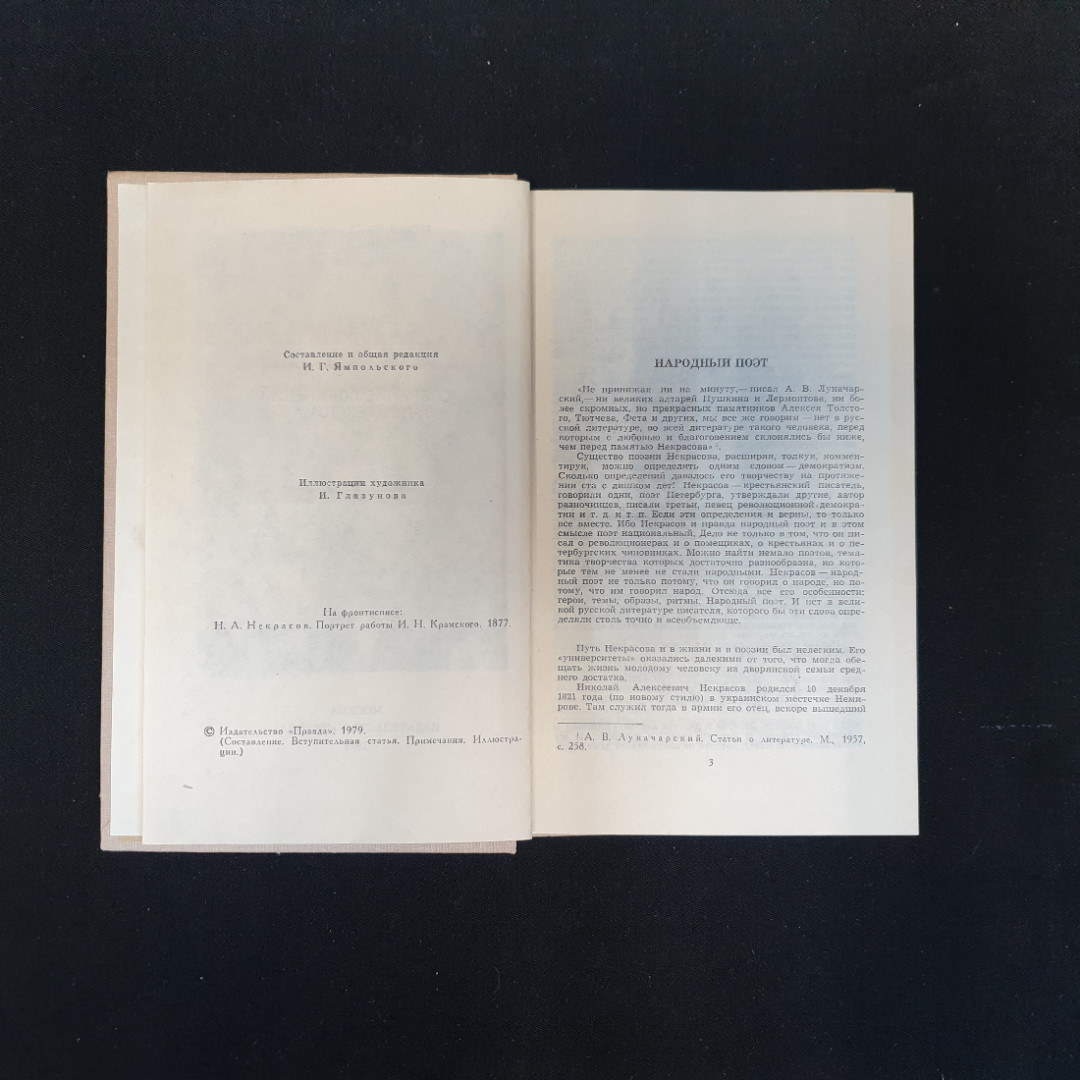 Составление и общая редакция
И. Г. Ямпольского
Иллюстрации художника
И. Глазунова
На фронтисписе:
Н. А. Некрасов. Портрет работы И. Н. Крамского. 1877.
© Издательство «Правда». 1979.
(Составление. Вступительная статья. Примечания. Иллюстра-
ции.)
НАРОДНЫЙ ПОЭТ
«Не принижая ни на минуту,— писал А. В. Луначар-
ский,— ни великих алтарей Пушкина и Лермонтова, ни бо-
лее скромных, но прекрасных памятников Алексея Толсто-
го, Тютчева, Фета и других, мы все же говорим — нет в рус-
ской литературе, во всей литературе такого человека, перед
которым с любовью и благоговением склонялись бы ниже,
чем перед памятью Некрасова»¹.
Существо поэзии Некрасова, расширяя, толкуя, коммен-
тируя, можно определить одним словом — демократизм.
Сколько определений давалось его творчеству на протяже-
нии ста с лишком лет! Некрасов — крестьянский писатель,
говорили одни, поэт Петербурга, утверждали другие, автор
разночинцев, писали третьи, певец революционной демокра-
тии и т. д. и т. п. Если эти определения и верны, то только
все вместе. Ибо Некрасов и правда народный поэт и в этом
смысле поэт национальный. Дело не только в том, что он пи-
сал о революционерах и о помещиках, о крестьянах и о пе-
тербургских чиновниках. Можно найти немало поэтов, тема-
тика творчества которых достаточно разнообразна, но кото-
рые тем не менее не стали народными. Некрасов — народ-
ный поэт не только потому, что он говорил о народе, но по-
тому, что им говорил народ. Отсюда все его особенности:
герои, темы, образы, ритмы. Народный поэт. И нет в вели-
кой русской литературе писателя, которого бы эти слова опре-
деляли столь точно и всеобъемлюще.
Путь Некрасова и в жизни и в поэзии был нелегким. Его
«университеты» оказались далекими от того, что могла обе-
щать жизнь молодому человеку из дворянской семьи сред-
него достатка.
Николай Алексеевич Некрасов родился 10 декабря
1821 года (по новому стилю) в украинском местечке Неми-
рове. Там служил тогда в армии его отец, вскоре вышедший
¹ А. В. Луначарский. Статьи о литературе. М., 1957,
с. 258.
3